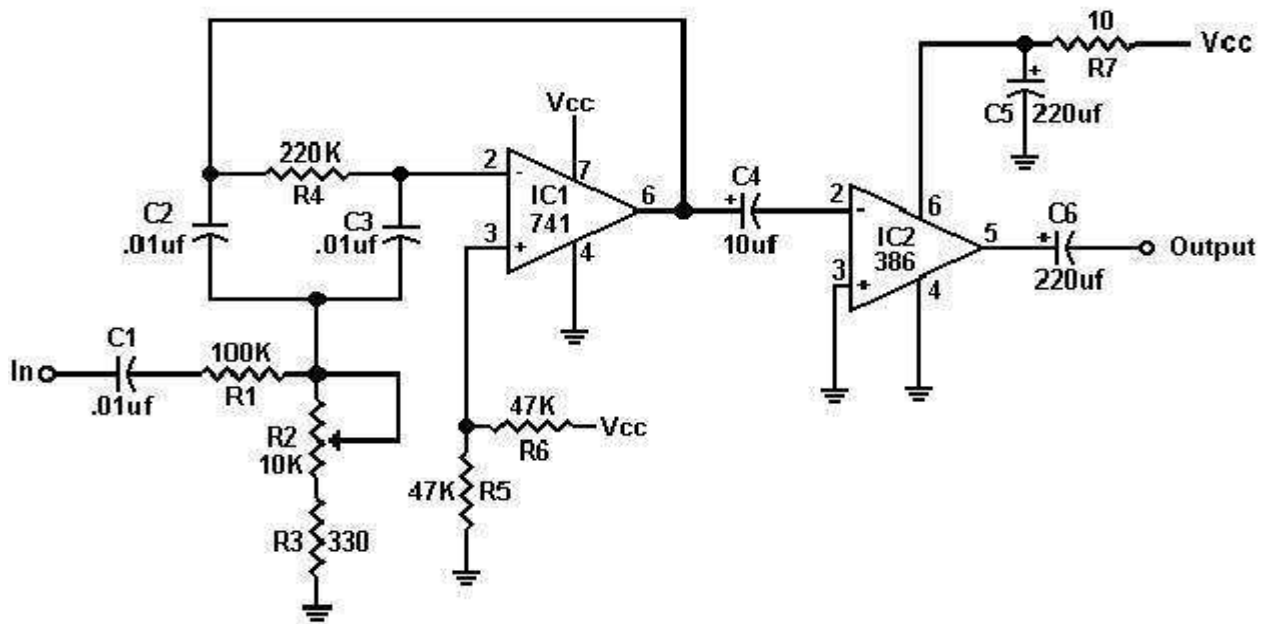 10
Vcc
R7
+
C5
220uf
Vcc
220K
R4
2
-
7
IC1
741
6
C2
.01uf
C3
.01uf
3
+
4
C4
+
10uf
2
-
6
IC2
386
5
C6
+
220uf
Output
3
+
4
C1
.01uf
100K
R1
In
R2
10K
47K
R6
Vcc
47K
R5
R3
330